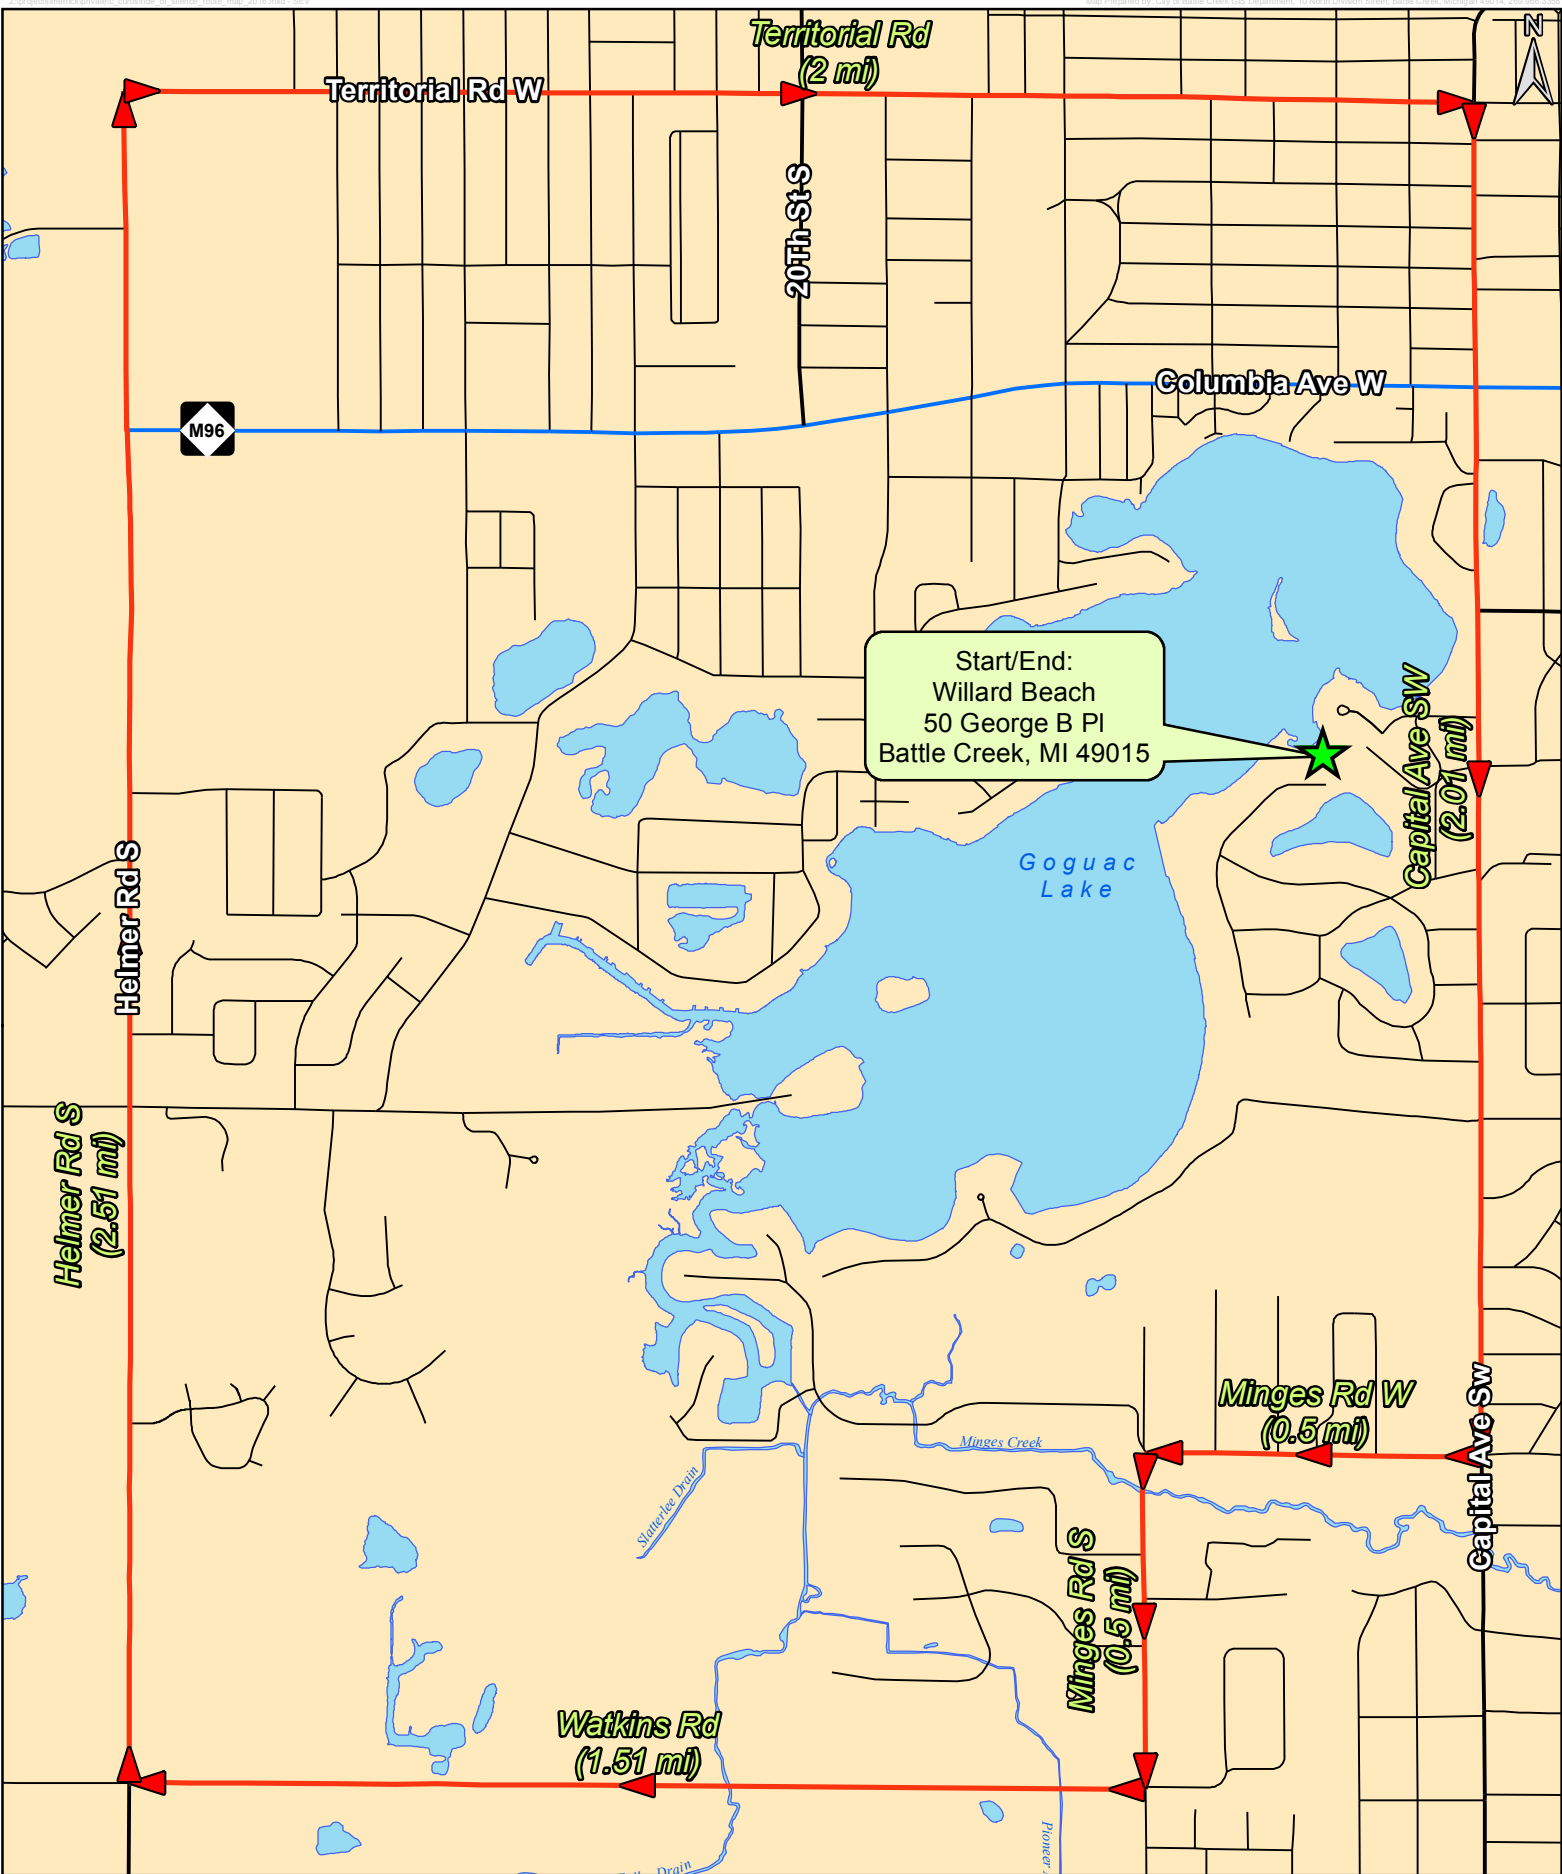 Territorial Rd
(2 mi)
N
Territorial Rd W
20Th St S
Columbia Ave W
M96
Start/End:
Willard Beach
50 George B Pl
Battle Creek, MI 49015
Capital Ave SW
(2.01 mi)
Goguac
Lake
Helmer Rd S
Helmer Rd S
(2.51 mi)
Minges Rd W
(0.5 mi)
Capital Ave Sw
Minges Creek
Slatterlee Drain
Minges Rd S
(0.5 mi)
Watkins Rd
(1.51 mi)
Pioneer
Drain